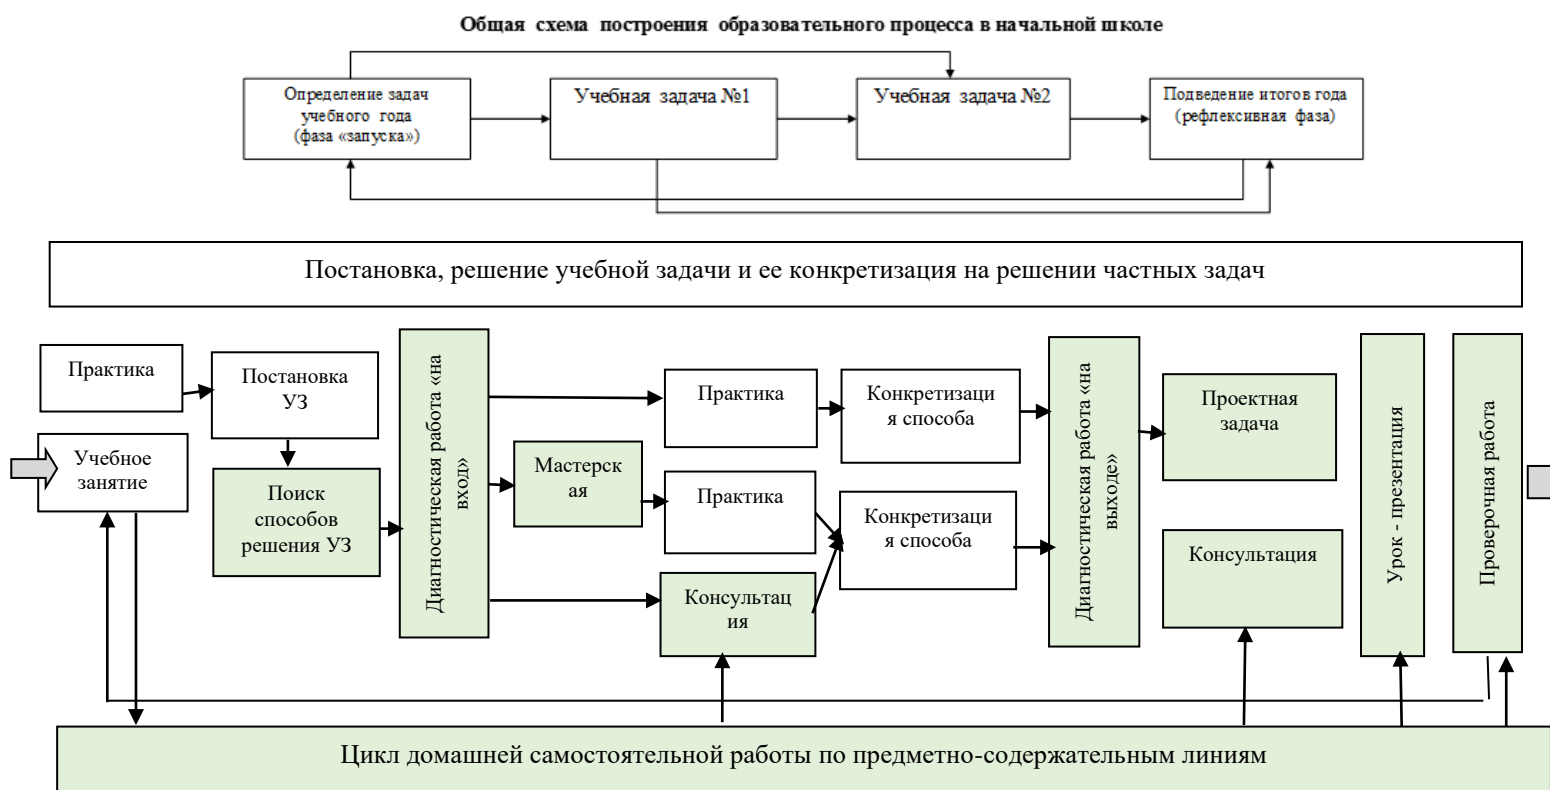 Общая схема построения образовательного процесса в начальной школе
Определение задач
учебного года
(фаза «запуска»)
Учебная задача №1
Учебная задача №2
Подведение итогов года
(рефлексивная фаза)
Постановка, решение учебной задачи и ее конкретизация на решении частных задач
Практика
Постановка
УЗ
Учебное
занятие
Поиск
способов
решения УЗ
Диагностическая работа «на
вход»
Практика
Конкретизаци
я способа
Мастерск
ая
Практика
Конкретизаци
я способа
Консультац
ия
Диагностическая работа «на
выходе»
Проектная
задача
Консультация
Урок - презентация
Проверочная работа
Цикл домашней самостоятельной работы по предметно-содержательным линиям